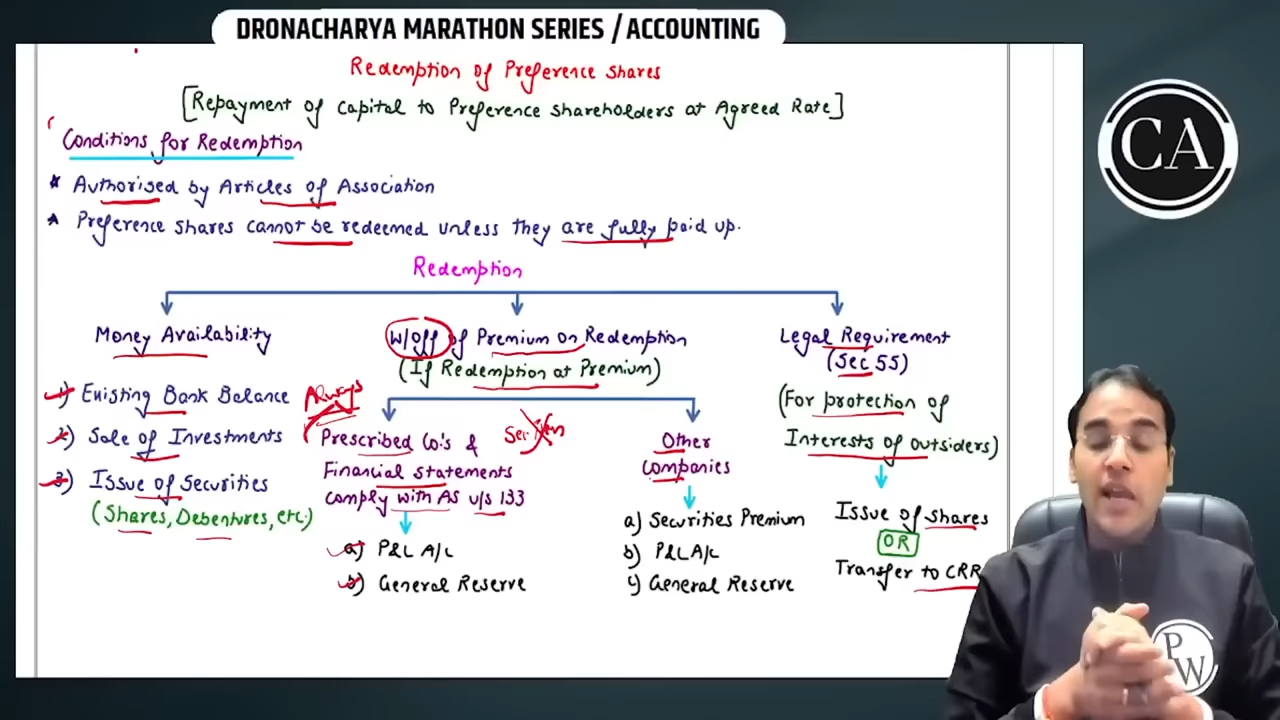 DRONACHARYA MARATHON SERIES / ACCOUNTING
Redemption of Preference Shares
[Repayment of Capital to Preference Shareholders at Agreed Rate]
CA
Conditions for Redemption
* Authorised by Articles of Association
* Preference Shares cannot be redeemed unless they are fully paid up.
Redemption
Money Availability
1) Existing Bank Balance
2) Sale of Investments
3) Issue of Securities
(Shares, Debentures, etc.)
W/off of Premium on Redemption
(If Redemption at Premium)
Always
Prescribed Co's &
Financial statements
comply with AS u/s 133
a) P&L A/c
b) General Reserve
Other
Companies
a) Securities Premium
b) P&L A/c
c) General Reserve
Legal Requirement
(Sec 55)
(For protection of
Interests of outsiders)
Issue of shares
OR
Transfer to CRR
PW